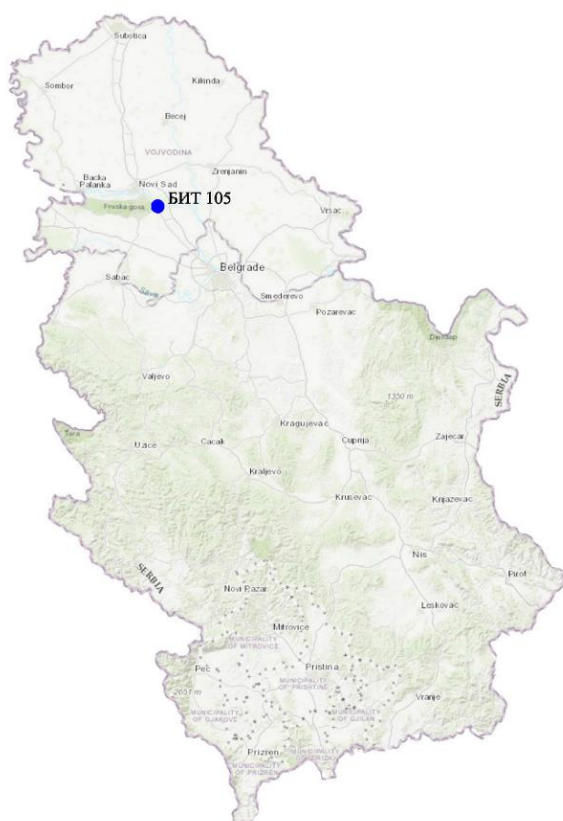 Subotica
Sombor
Kikinda
Becej
VOJVODINA
Backa
Palanka
Novi Sad
Zrenjanin
БИТ 105
Fruska gora
Vrsac
Sabac
Sava
Belgrade
Smederevo
Pozarevac
Djerdap
SERBIA
Valjevo
1350 m
Tara
Uzice
Cacak
Kragujevac
Cuprija
Zajecar
Kraljevo
Krusevac
Knjazevac
Nis
Pirot
SERBIA
Novi Pazar
Leskovac
Mitrovice
MUNICIPALITY
OF MITROVICE
Pec
Pristina
MUNICIPALITY
OF PRISHTINE
Vranje
MUNICIPALITY
OF GJAKOVE
MUNICIPALITY
OF GJILAN
Prizren
MUNICIPALITY
OF PRIZREN
MUNICIPALITY